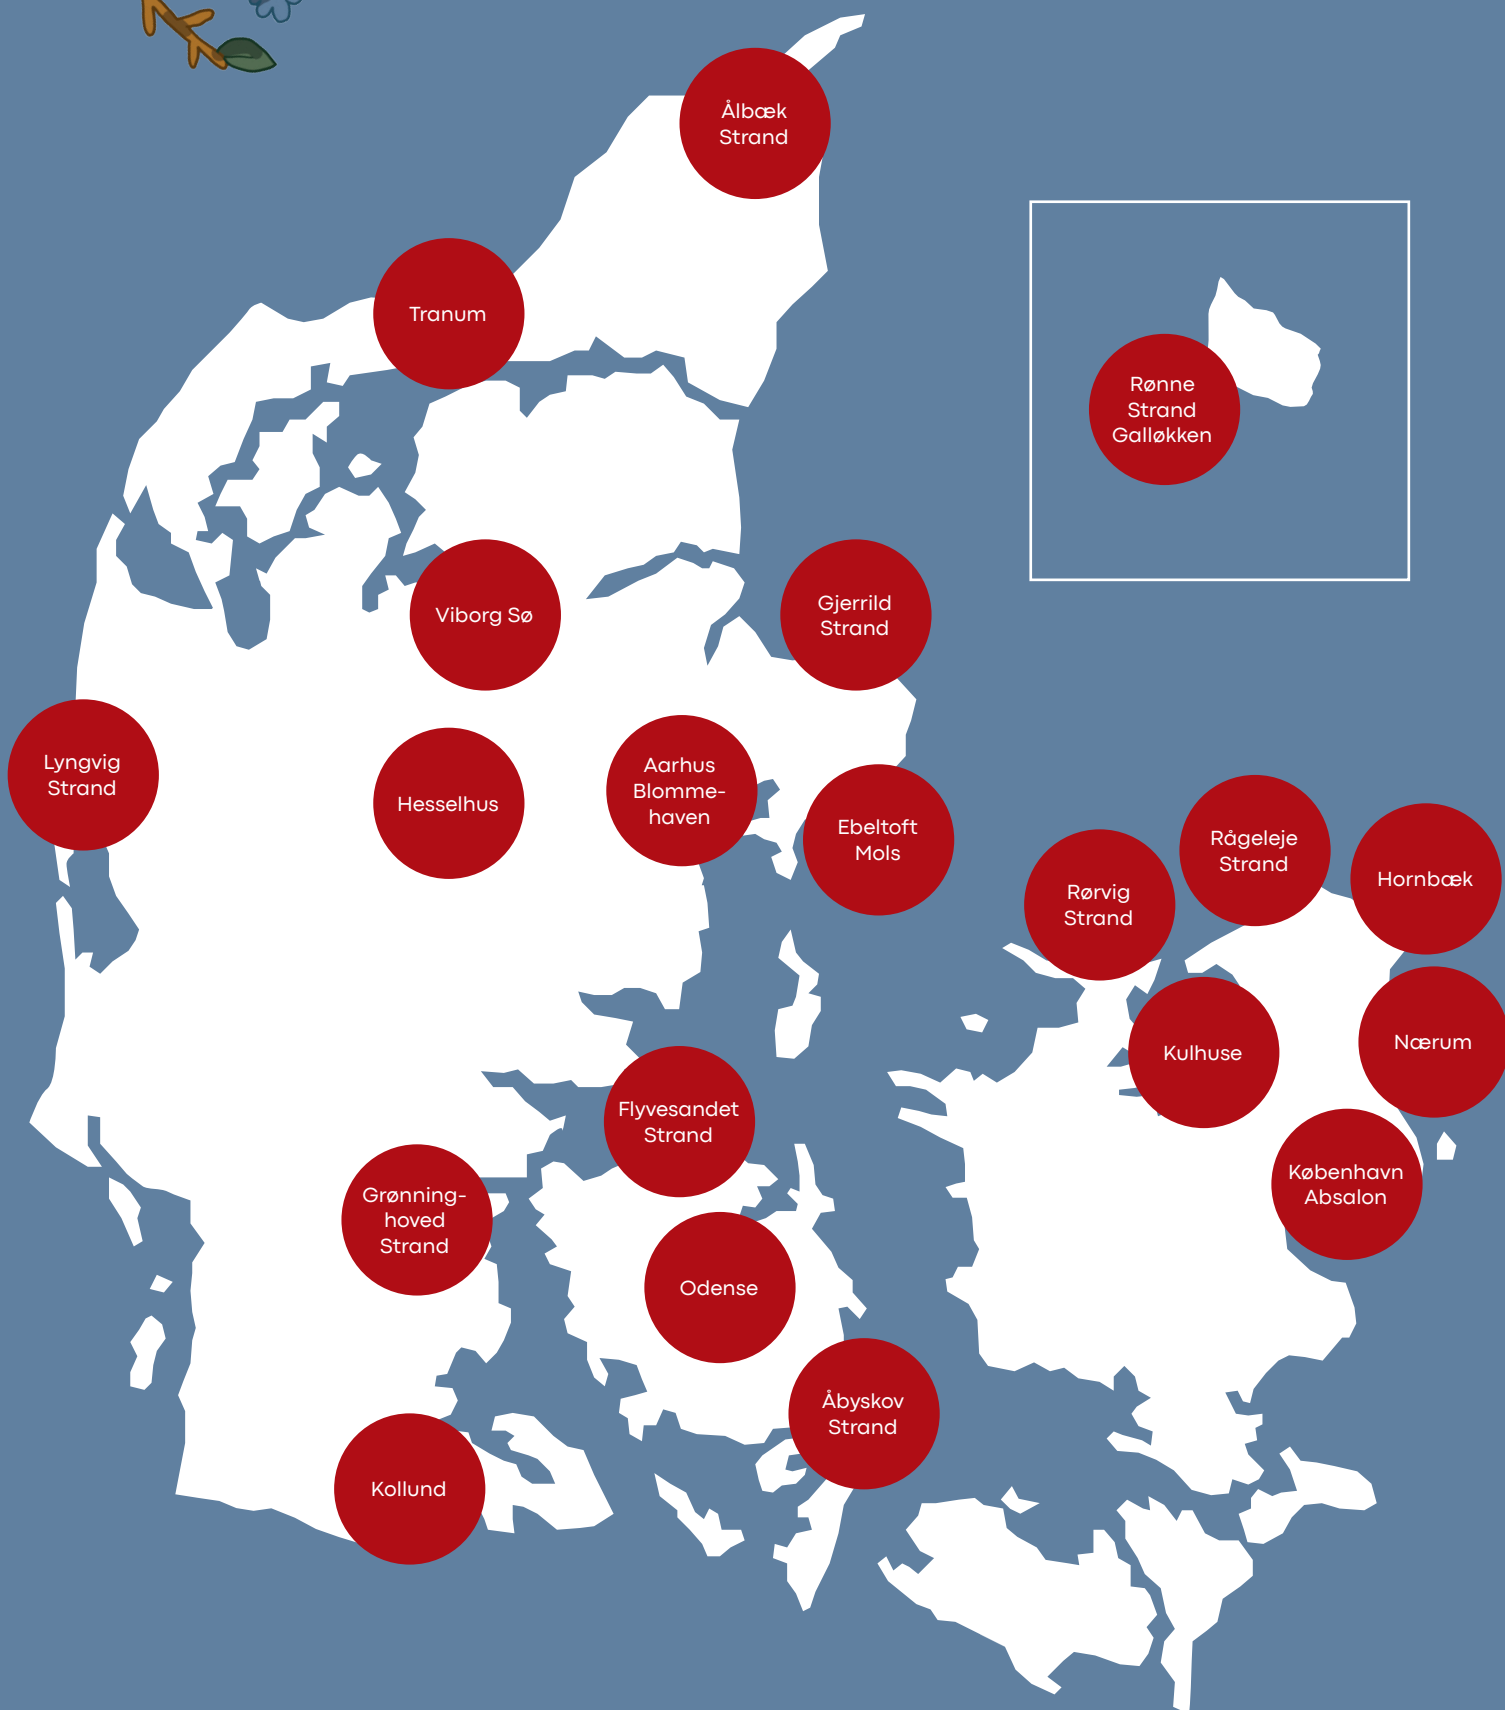 Ålbæk
Strand
Tranum
Rønne
Strand
Galløkken
Viborg Sø
Gjerrild
Strand
Lyngvig
Strand
Hesselhus
Aarhus
Blomme-
haven
Ebeltoft
Mols
Rågeleje
Strand
Hornbæk
Rørvig
Strand
Kulhuse
Nærum
Flyvesandet
Strand
København
Absalon
Grønning-
hoved
Strand
Odense
Åbyskov
Strand
Kollund